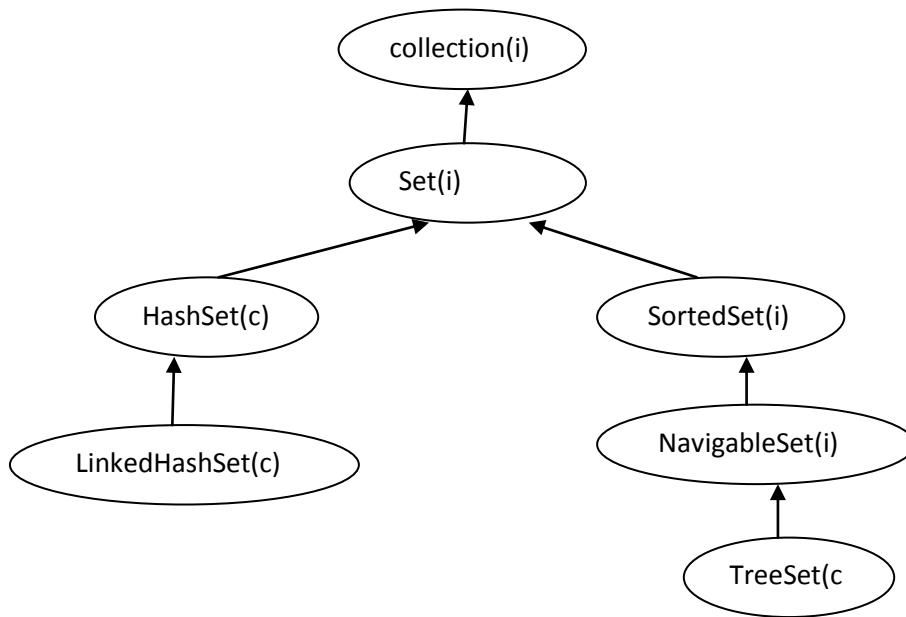 collection(i)
Set(i)
HashSet(c)
SortedSet(i)
LinkedHashSet(c)
NavigableSet(i)
TreeSet(c